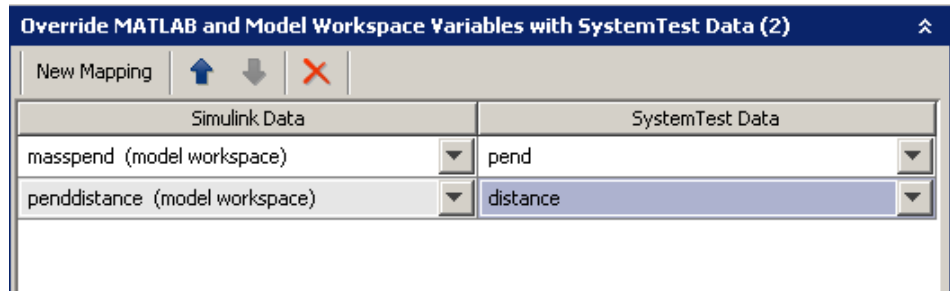 Override MATLAB and Model Workspace Variables with SystemTest Data (2)
New Mapping
Simulink Data SystemTest Data
masspend (model workspace) pend
penddistance (model workspace) distance